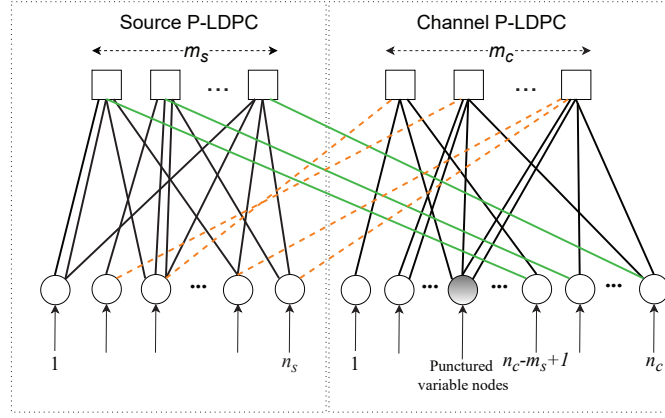 Source P-LDPC
Channel P-LDPC
m_s
m_c
...
...
...
...
...
...
1
n_s
1
Punctured
variable nodes
n_c-m_s+1
n_c